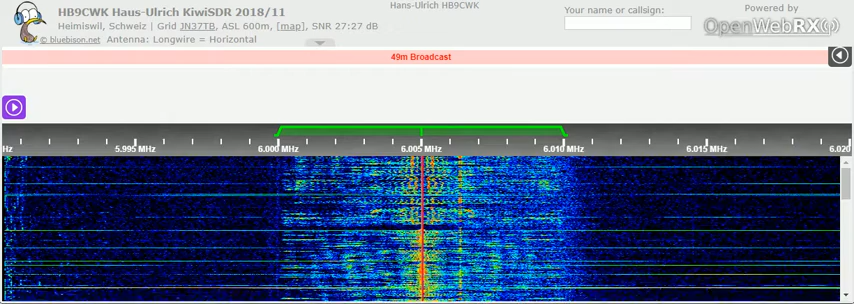 HB9CWK Haus-Ulrich KiwiSDR 2018/11
Heimiswil, Schweiz | Grid JN37TB, ASL 600m, [map], SNR 27:27 dB
© bluebison.net Antenna: Longwire = Horizontal
Hans-Ulrich HB9CWK
Your name or callsign:
Powered by
OpenWebRX
49m Broadcast
Hz 5.995 MHz 6.000 MHz 6.005 MHz 6.010 MHz 6.015 MHz 6.020